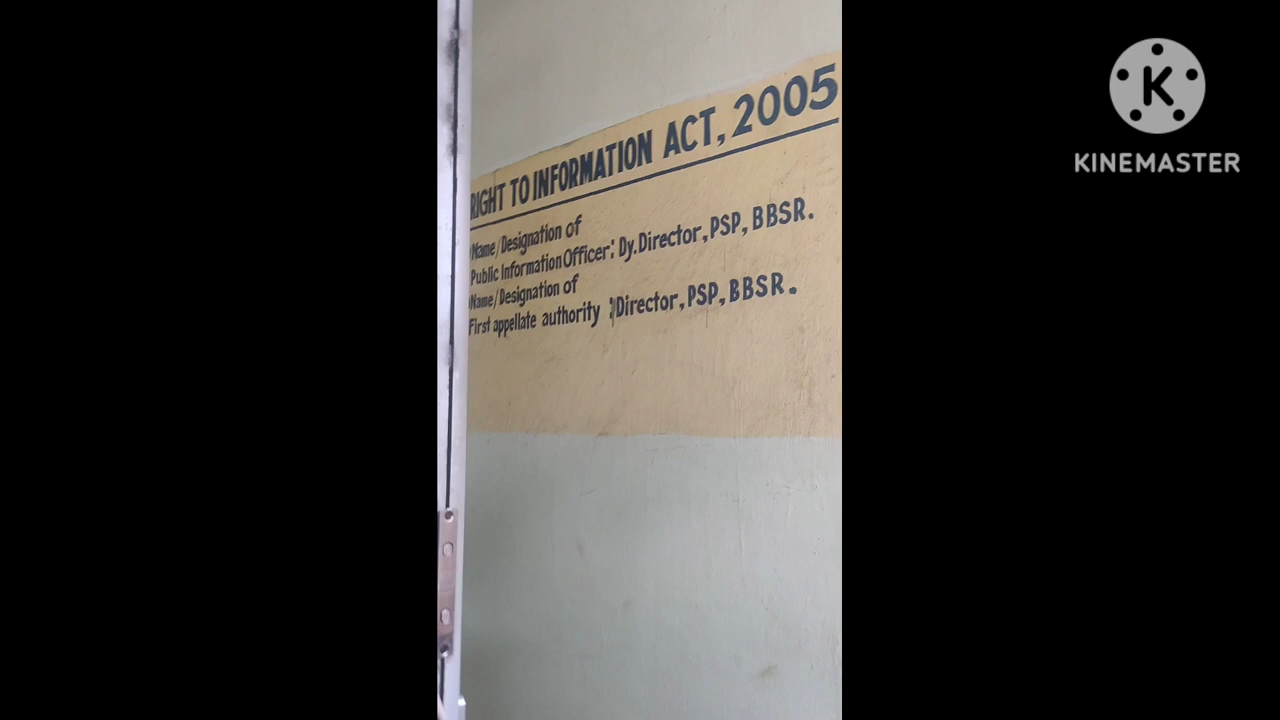 RIGHT TO INFORMATION ACT, 2005
Name/Designation of
Public Information Officer: Dy. Director, PSP, BBSR.
Name/Designation of
First appellate authority : Director, PSP, BBSR.
K
KINEMASTER